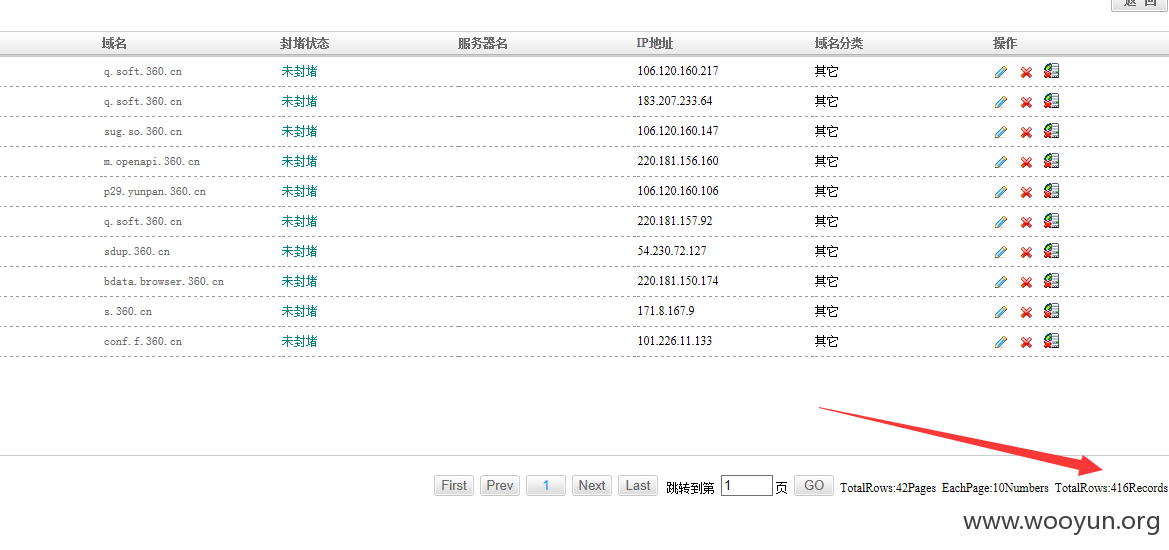 返 回
域名 封堵状态 服务器名 IP地址 域名分类 操作
q.soft.360.cn 未封堵 106.120.160.217 其它
q.soft.360.cn 未封堵 183.207.233.64 其它
sug.so.360.cn 未封堵 106.120.160.147 其它
m.openapi.360.cn 未封堵 220.181.156.160 其它
p29.yunpan.360.cn 未封堵 106.120.160.106 其它
q.soft.360.cn 未封堵 220.181.157.92 其它
sdup.360.cn 未封堵 54.230.72.127 其它
bdata.browser.360.cn 未封堵 220.181.150.174 其它
s.360.cn 未封堵 171.8.167.9 其它
conf.f.360.cn 未封堵 101.226.11.133 其它
First Prev 1 Next Last 跳转到第 1 页 GO TotalRows:42Pages EachPage:10Numbers TotalRows:416Records
www.wooyun.org